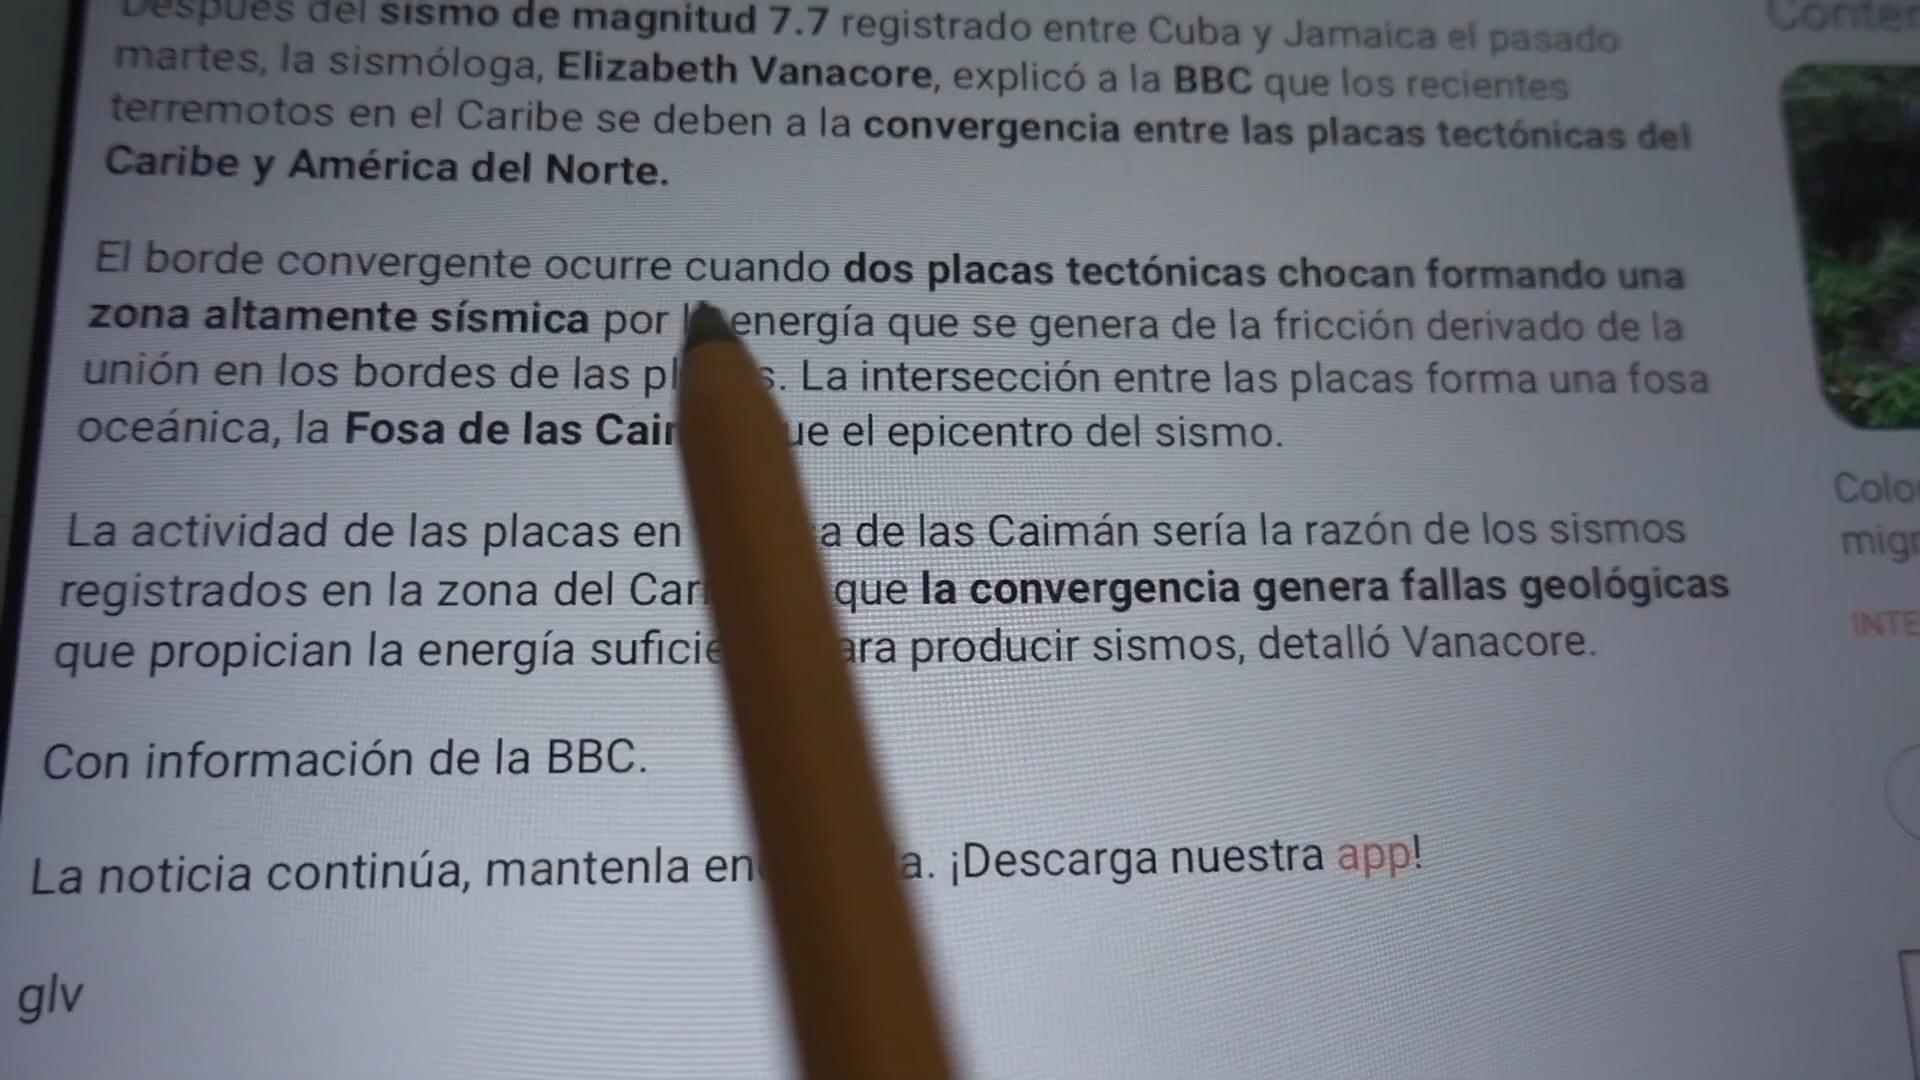 Después del sismo de magnitud 7.7 registrado entre Cuba y Jamaica el pasado
martes, la sismóloga, Elizabeth Vanacore, explicó a la BBC que los recientes
terremotos en el Caribe se deben a la convergencia entre las placas tectónicas del
Caribe y América del Norte.
El borde convergente ocurre cuando dos placas tectónicas chocan formando una
zona altamente sísmica por energía que se genera de la fricción derivado de la
unión en los bordes de las La intersección entre las placas forma una fosa
oceánica, la Fosa de las el epicentro del sismo.
La actividad de las placas en de las Caimán sería la razón de los sismos
registrados en la zona del que la convergencia genera fallas geológicas
que propician la energía producir sismos, detalló Vanacore.
Con información de la BBC.
La noticia continúa, mantenla ¡Descarga nuestra app!
glv